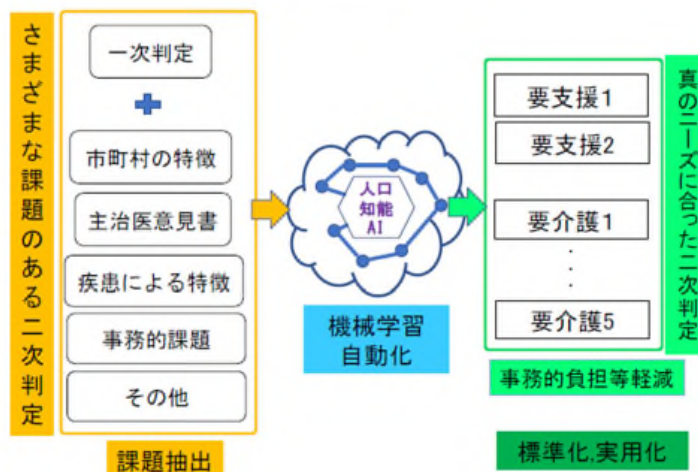 さまざまな課題のある二次判定
一次判定
市町村の特徴
主治医意見書
疾患による特徴
事務的課題
その他
課題抽出
人口
知能
AI
機械学習
自動化
要支援1
要支援2
要介護1
要介護5
真のニーズに合った二次判定
事務的負担等軽減
標準化,実用化